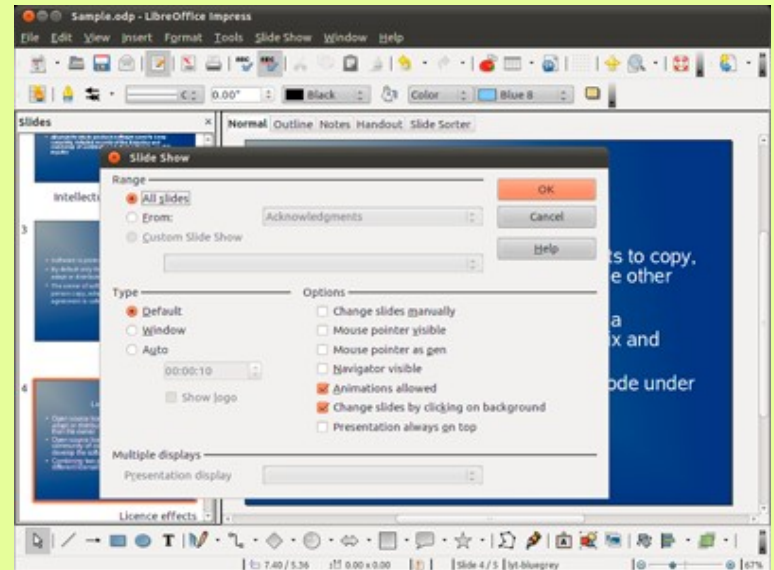 Sample.odp - LibreOffice Impress
File Edit View Insert Format Tools Slide Show Window Help
0.00" Black Color Blue 8
Slides Normal Outline Notes Handout Slide Sorter
Intellectu
Slide Show
Range
All slides
From: Acknowledgments
Custom Slide Show
OK
Cancel
Help
Type
Default
Window
Auto
00:00:10
Show logo
Options
Change slides manually
Mouse pointer visible
Mouse pointer as pen
Navigator visible
Animations allowed
Change slides by clicking on background
Presentation always on top
Multiple displays
Presentation display
ts to copy,
e other
a
ix and
ode under
3
4
Licence effects
7.40 / 5.36 0.00 x 0.00 Slide 4 / 5 lyt-bluegrey 67%